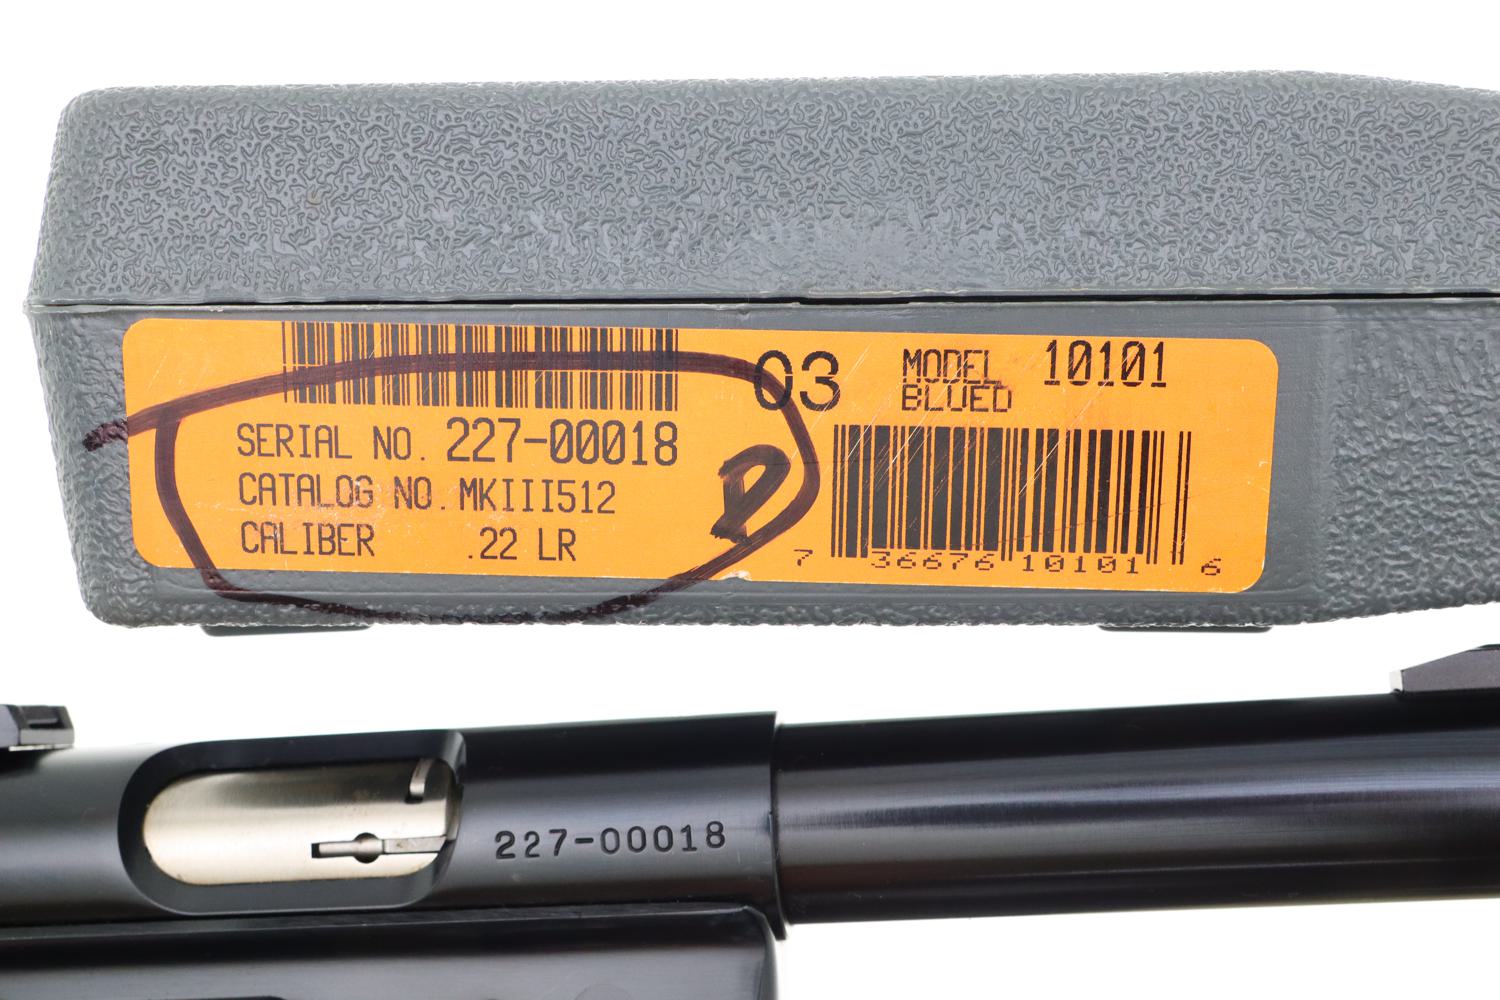 SERIAL NO. 227-00018
CATALOG NO. MKIII512
CALIBER .22 LR
P
03
MODEL 10101
BLUED
7 36676 10101 6
227-00018